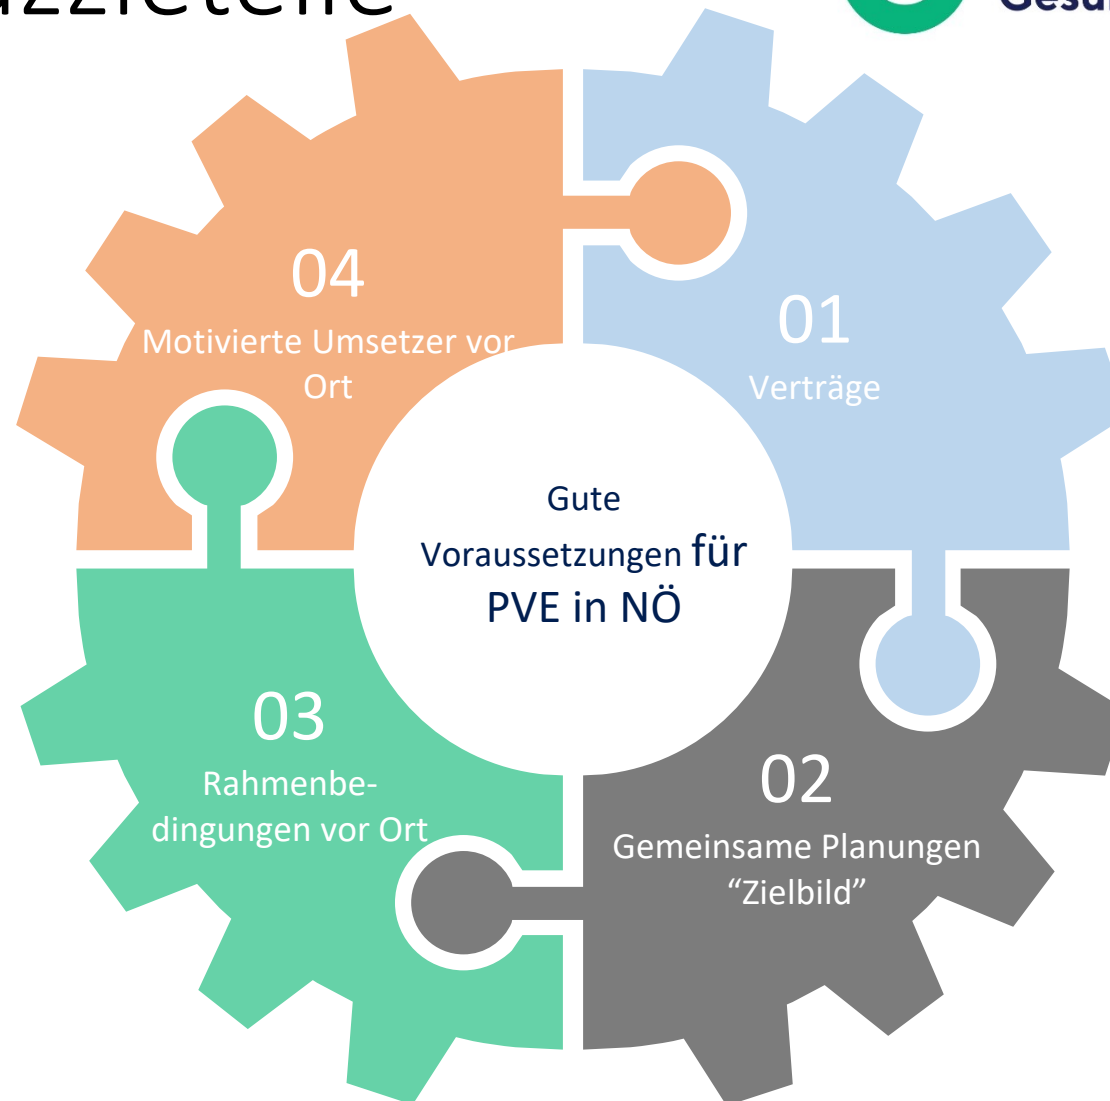 04
Motivierte Umsetzer vor
Ort
01
Verträge
Gute
Voraussetzungen für
PVE in NÖ
03
Rahmenbe-
dingungen vor Ort
02
Gemeinsame Planungen
“Zielbild”